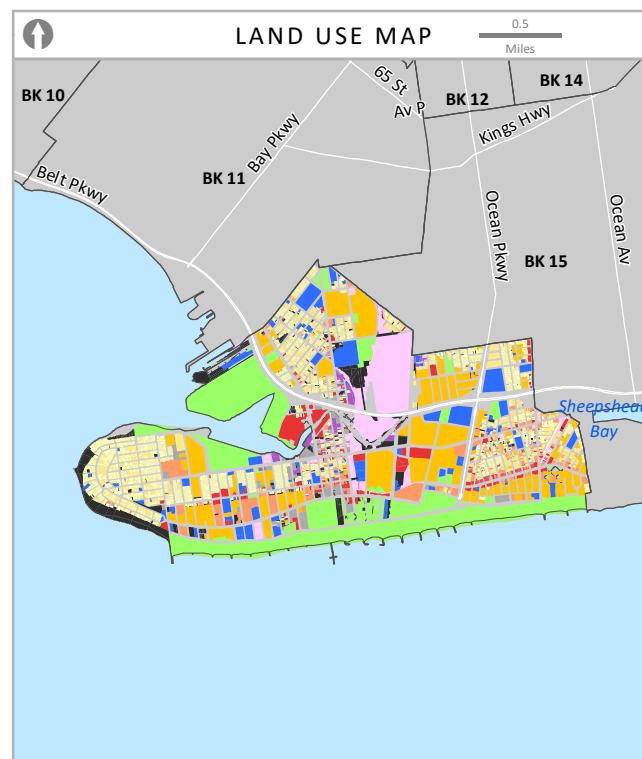 LAND USE MAP
0.5
Miles
BK 10
65 St
BK 12
BK 14
Av P
Kings Hwy
Bay Pkwy
BK 11
Belt Pkwy
Ocean Pkwy
Ocean Av
BK 15
Sheepshead
Bay